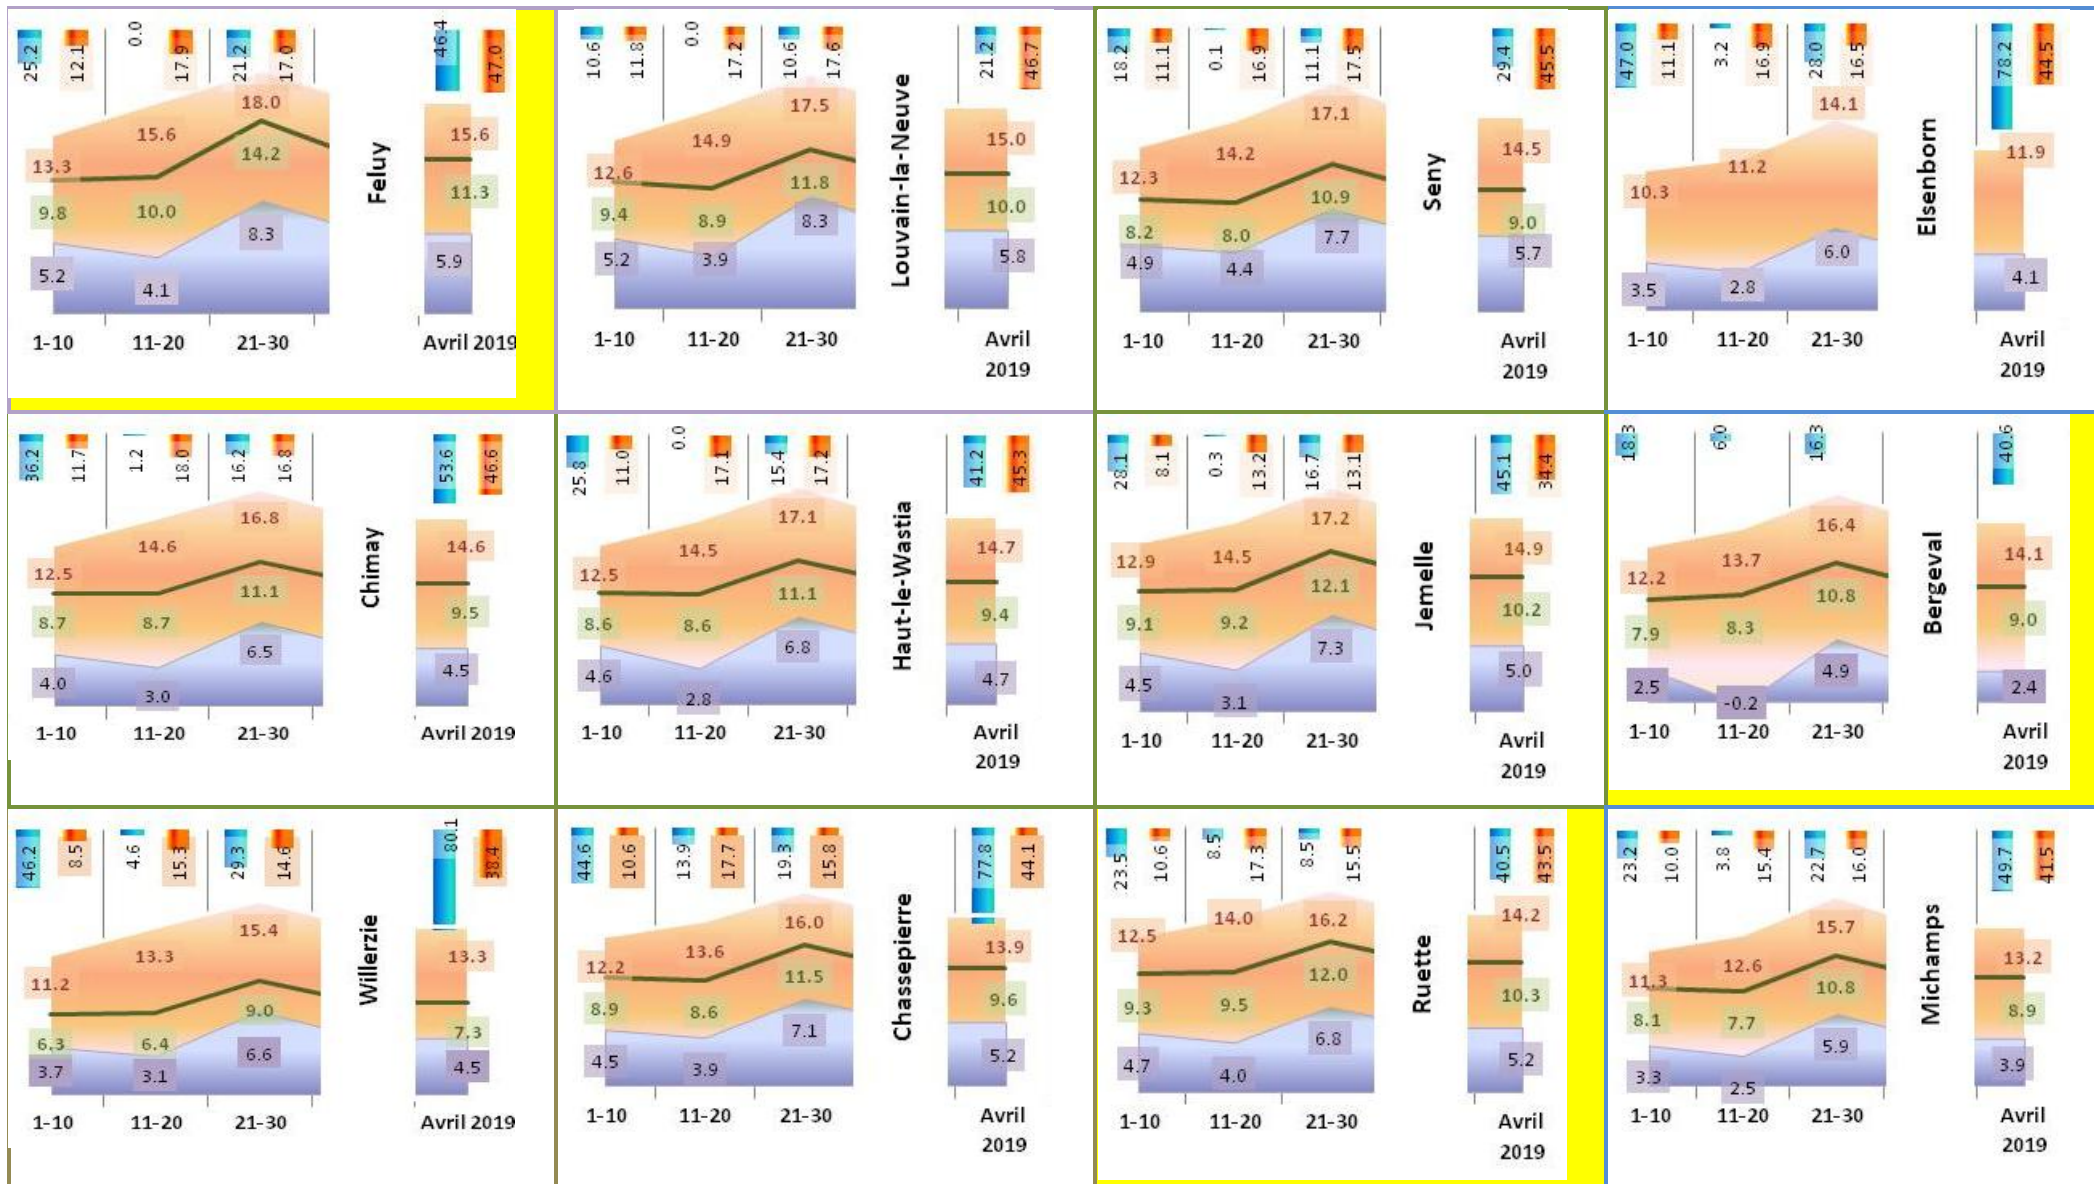 25.2 12.1 0.0 17.9 21.2 17.0 46.4 47.0
13.3 15.6 18.0 15.6
9.8 10.0 14.2 11.3
5.2 4.1 8.3 5.9
Feluy
1-10 11-20 21-30 Avril 2019
10.6 11.8 0.0 17.2 10.6 17.6 21.2 46.7
12.6 14.9 17.5 15.0
9.4 8.9 11.8 10.0
5.2 3.9 8.3 5.8
Louvain-la-Neuve
1-10 11-20 21-30 Avril
2019
18.2 11.1 0.1 16.9 11.1 17.5 29.4 45.5
12.3 14.2 17.1 14.5
8.2 8.0 10.9 9.0
4.9 4.4 7.7 5.7
Seny
1-10 11-20 21-30 Avril
2019
47.0 11.1 3.2 16.9 28.0 16.5 78.2 44.5
10.3 11.2 14.1 11.9
3.5 2.8 6.0 4.1
Elsenborn
1-10 11-20 21-30 Avril
2019
36.2 11.7 1.2 18.0 16.2 16.8 53.6 46.6
12.5 14.6 16.8 14.6
8.7 8.7 11.1 9.5
4.0 3.0 6.5 4.5
Chimay
1-10 11-20 21-30 Avril 2019
25.8 11.0 0.0 17.1 15.4 17.2 41.2 45.3
12.5 14.5 17.1 14.7
8.6 8.6 11.1 9.4
4.6 2.8 6.8 4.7
Haut-le-Wastia
1-10 11-20 21-30 Avril
2019
28.1 8.1 0.3 13.2 16.7 13.1 45.1 34.4
12.9 14.5 17.2 14.9
9.1 9.2 12.1 10.2
4.5 3.1 7.3 5.0
Jemelle
1-10 11-20 21-30 Avril
2019
18.3 6.0 16.3 40.6
12.2 13.7 16.4 14.1
7.9 8.3 10.8 9.0
2.5 -0.2 4.9 2.4
Bergeval
1-10 11-20 21-30 Avril
2019
46.2 8.5 4.6 15.3 29.3 14.6 80.1 38.4
11.2 13.3 15.4 13.3
6.3 6.4 9.0 7.3
3.7 3.1 6.6 4.5
Willerzie
1-10 11-20 21-30 Avril 2019
44.6 10.6 13.9 17.7 19.3 15.8 77.8 44.1
12.2 13.6 16.0 13.9
8.9 8.6 11.5 9.6
4.5 3.9 7.1 5.2
Chassepierre
1-10 11-20 21-30 Avril
2019
23.5 10.6 8.5 17.3 8.5 15.5 40.5 43.5
12.5 14.0 16.2 14.2
9.3 9.5 12.0 10.3
4.7 4.0 6.8 5.2
Ruette
1-10 11-20 21-30 Avril
2019
23.2 10.0 3.8 15.4 22.7 16.0 49.7 41.5
11.3 12.6 15.7 13.2
8.1 7.7 10.8 8.9
3.3 2.5 5.9 3.9
Michamps
1-10 11-20 21-30 Avril
2019